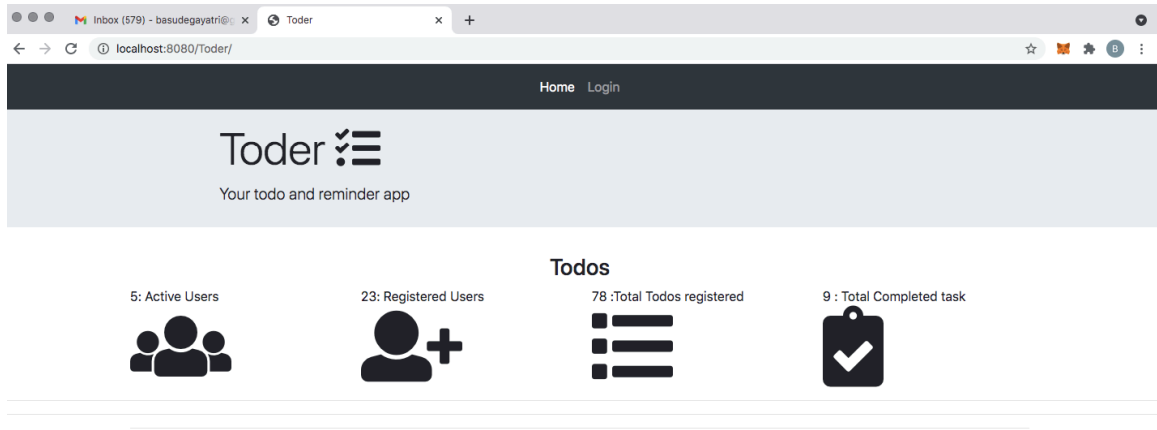 Inbox (579) - basudegayatri@g
Toder
localhost:8080/Toder/
B
Home Login
Toder
Your todo and reminder app
Todos
5: Active Users
23: Registered Users
78 :Total Todos registered
9 : Total Completed task